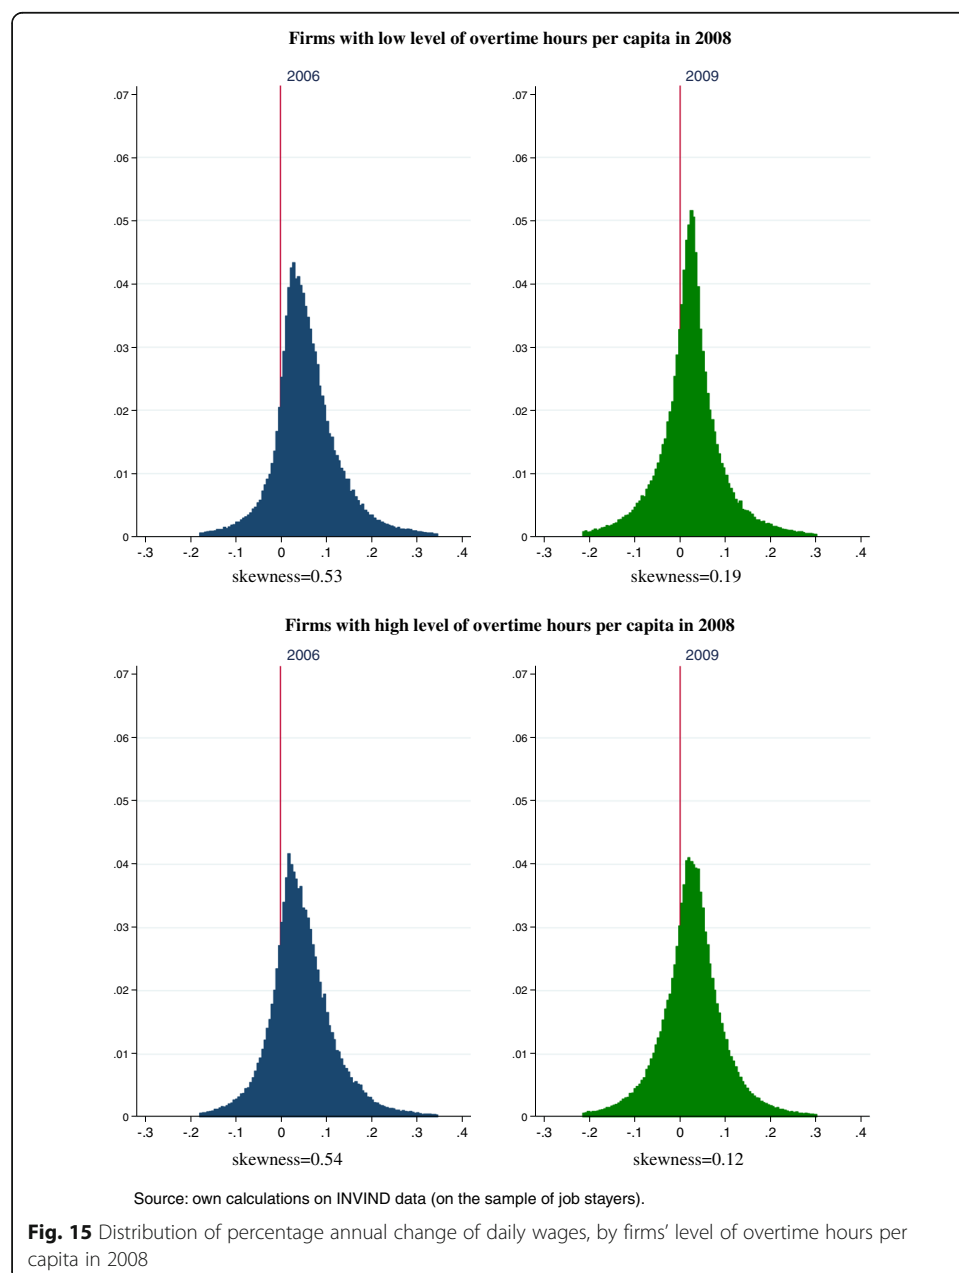 Firms with low level of overtime hours per capita in 2008
2006
2009
.07
.06
.05
.04
.03
.02
.01
0
-.3 -.2 -.1 0 .1 .2 .3 .4
skewness=0.53
.07
.06
.05
.04
.03
.02
.01
0
-.3 -.2 -.1 0 .1 .2 .3 .4
skewness=0.19
Firms with high level of overtime hours per capita in 2008
2006
2009
.07
.06
.05
.04
.03
.02
.01
0
-.3 -.2 -.1 0 .1 .2 .3 .4
skewness=0.54
.07
.06
.05
.04
.03
.02
.01
0
-.3 -.2 -.1 0 .1 .2 .3 .4
skewness=0.12
Source: own calculations on INVIND data (on the sample of job stayers).
Fig. 15 Distribution of percentage annual change of daily wages, by firms’ level of overtime hours per
capita in 2008